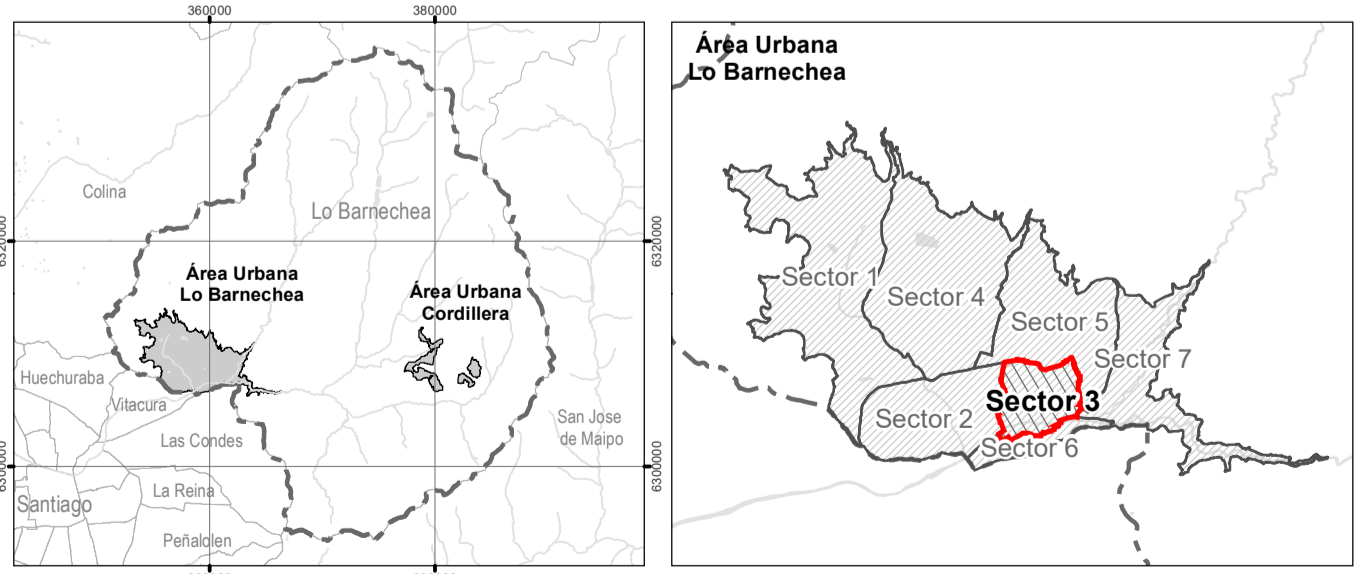 360000
380000
Colina
Lo Barnechea
6320000
6320000
Área Urbana
Lo Barnechea
Área Urbana
Cordillera
Huechuraba
Vitacura
Las Condes
San Jose
de Maipo
6300000
6300000
La Reina
Santiago
Peñalolen
Área Urbana
Lo Barnechea
Sector 1
Sector 4
Sector 5
Sector 7
Sector 3
Sector 2
Sector 6